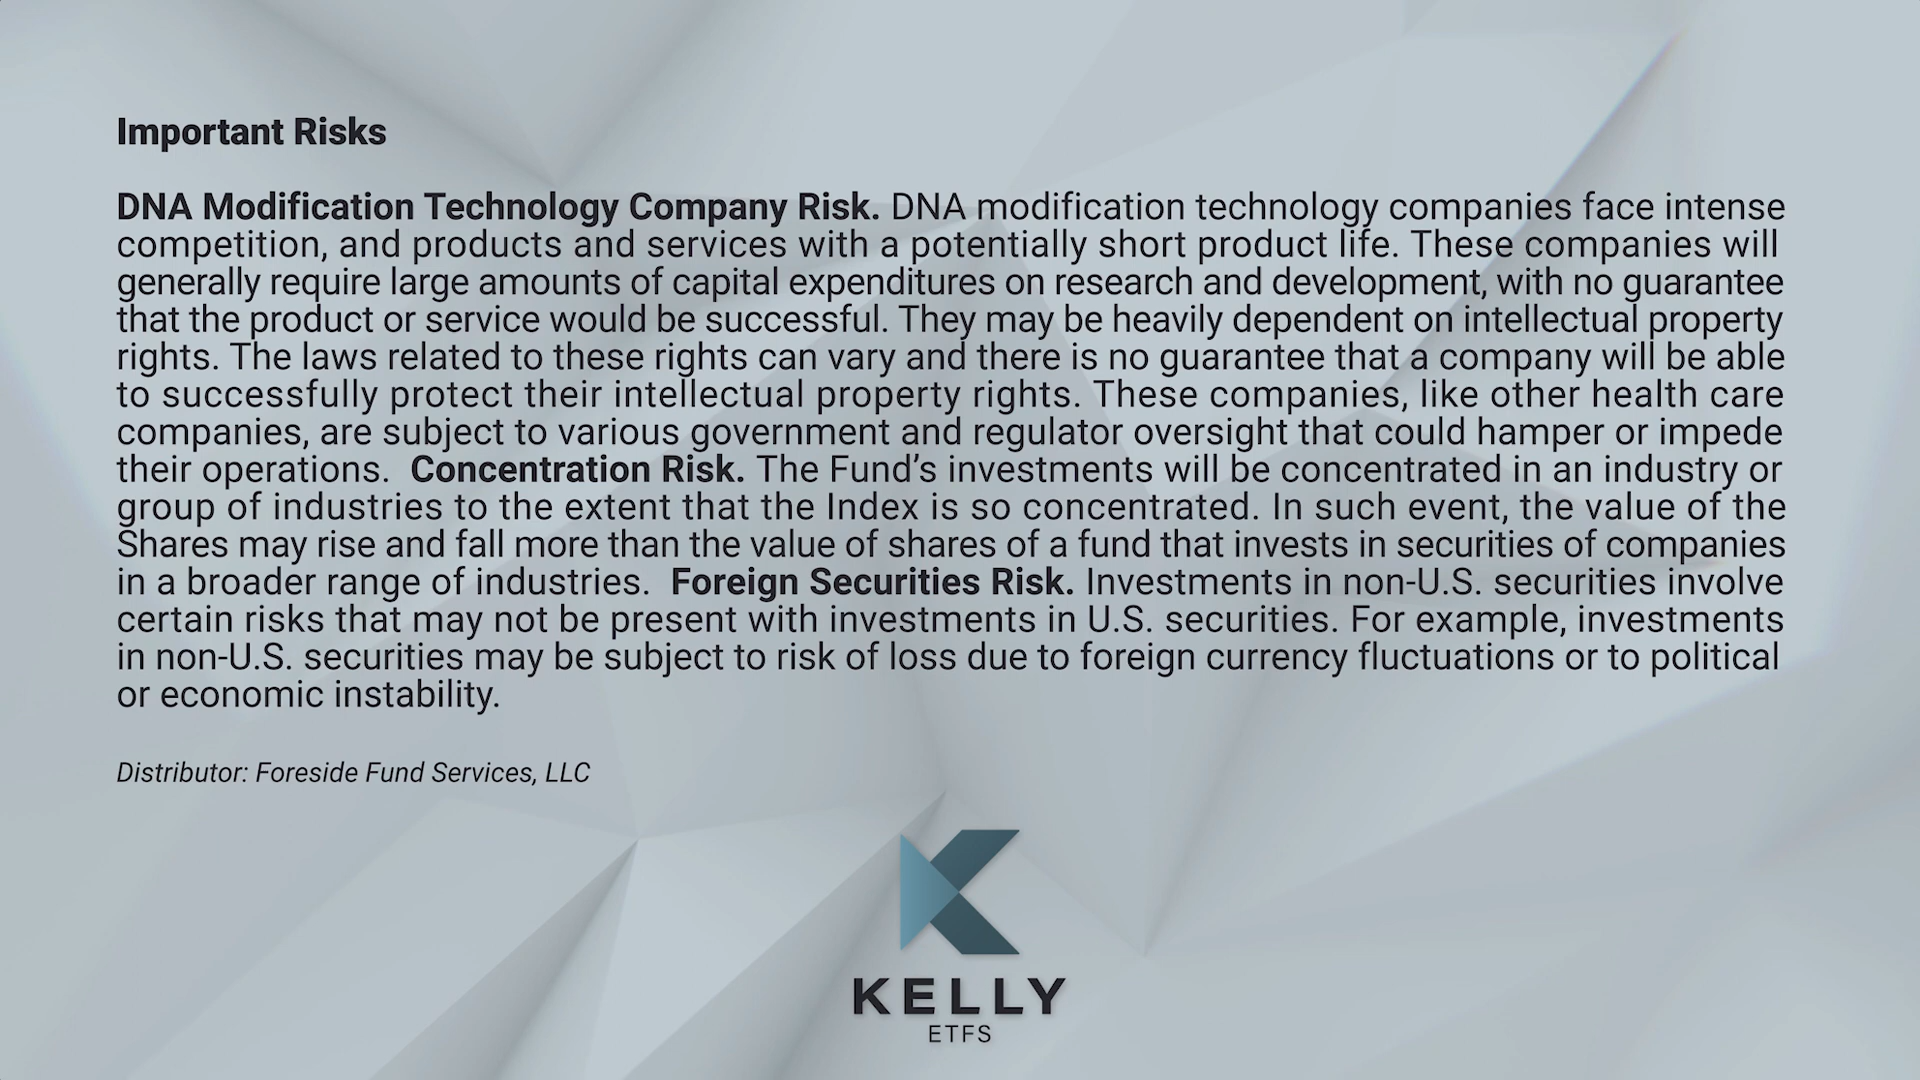 Important Risks
DNA Modification Technology Company Risk. DNA modification technology companies face intense
competition, and products and services with a potentially short product life. These companies will
generally require large amounts of capital expenditures on research and development, with no guarantee
that the product or service would be successful. They may be heavily dependent on intellectual property
rights. The laws related to these rights can vary and there is no guarantee that a company will be able
to successfully protect their intellectual property rights. These companies, like other health care
companies, are subject to various government and regulator oversight that could hamper or impede
their operations.  Concentration Risk. The Fund’s investments will be concentrated in an industry or
group of industries to the extent that the Index is so concentrated. In such event, the value of the
Shares may rise and fall more than the value of shares of a fund that invests in securities of companies
in a broader range of industries.  Foreign Securities Risk. Investments in non-U.S. securities involve
certain risks that may not be present with investments in U.S. securities. For example, investments
in non-U.S. securities may be subject to risk of loss due to foreign currency fluctuations or to political
or economic instability.
Distributor: Foreside Fund Services, LLC
KELLY
ETFS